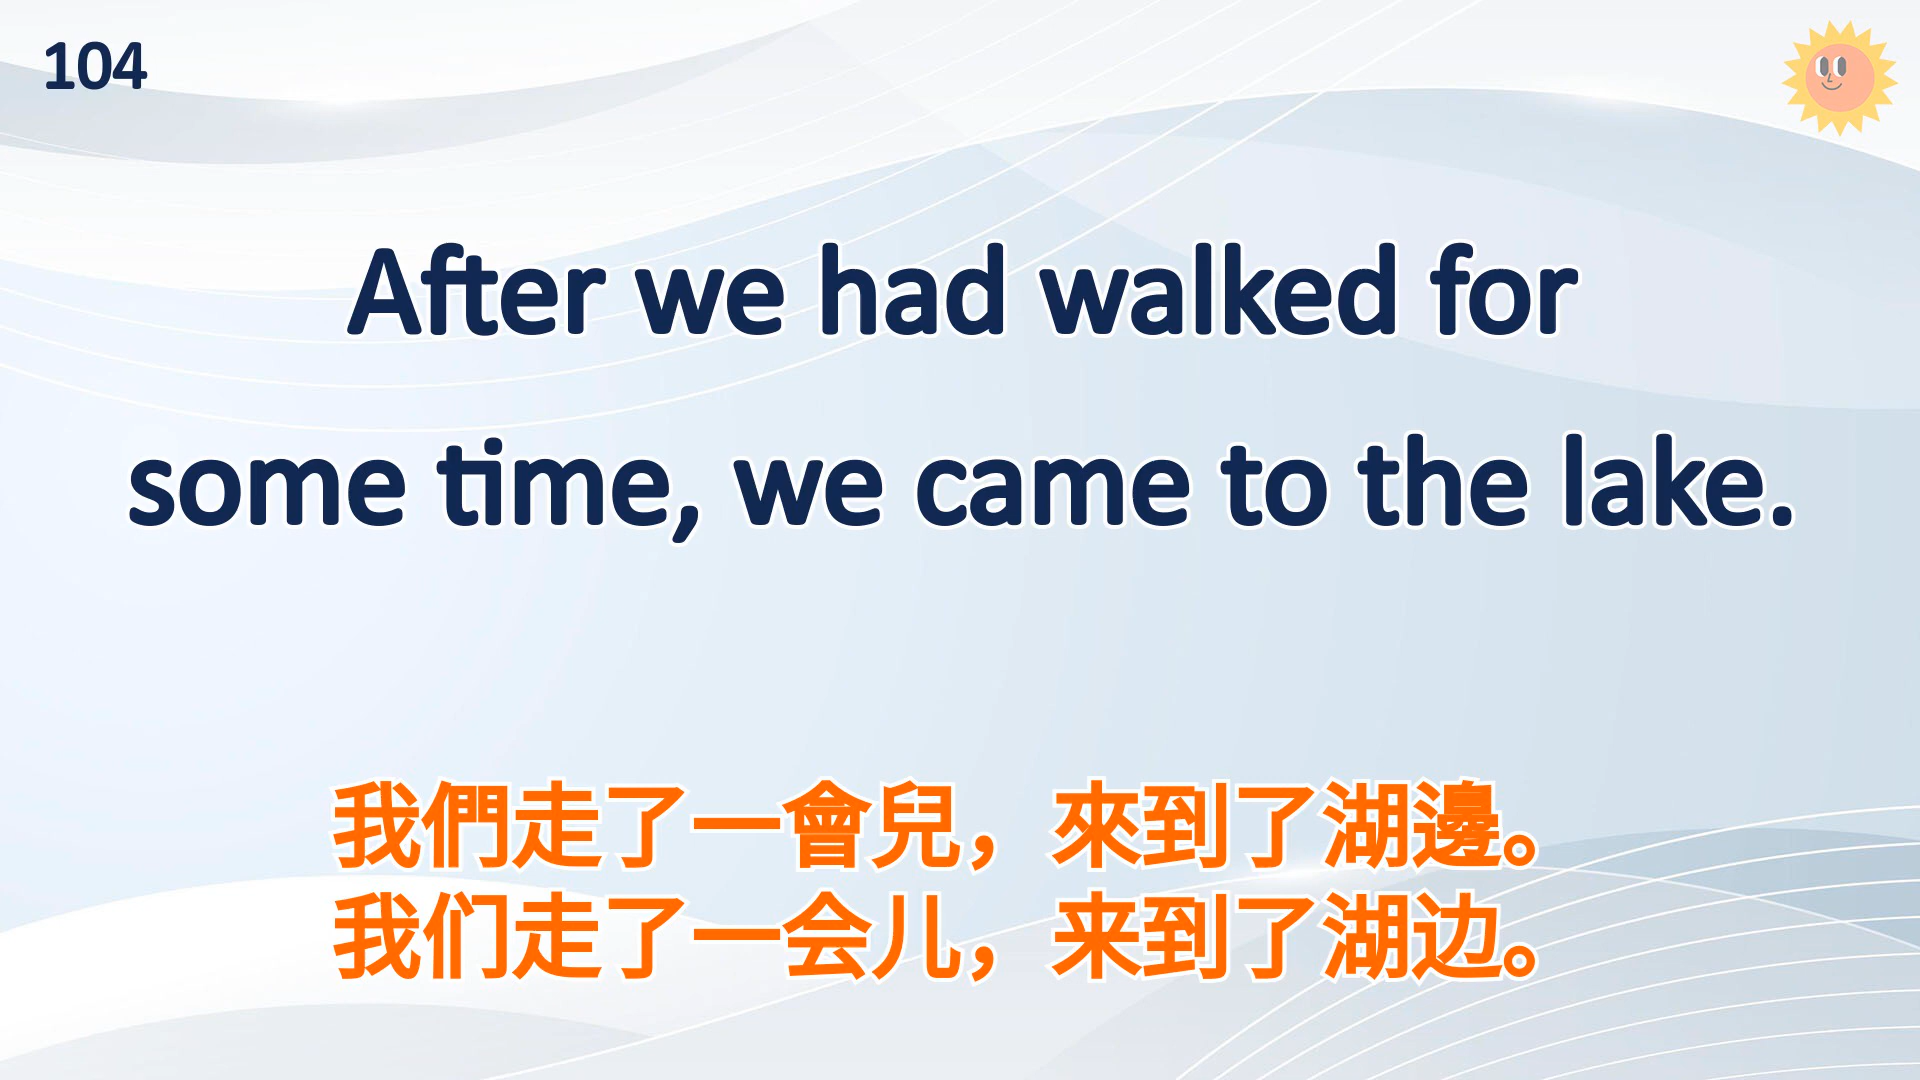 104
After we had walked for
some time, we came to the lake.
我們走了一會兒，來到了湖邊。
我们走了一会儿，来到了湖边。